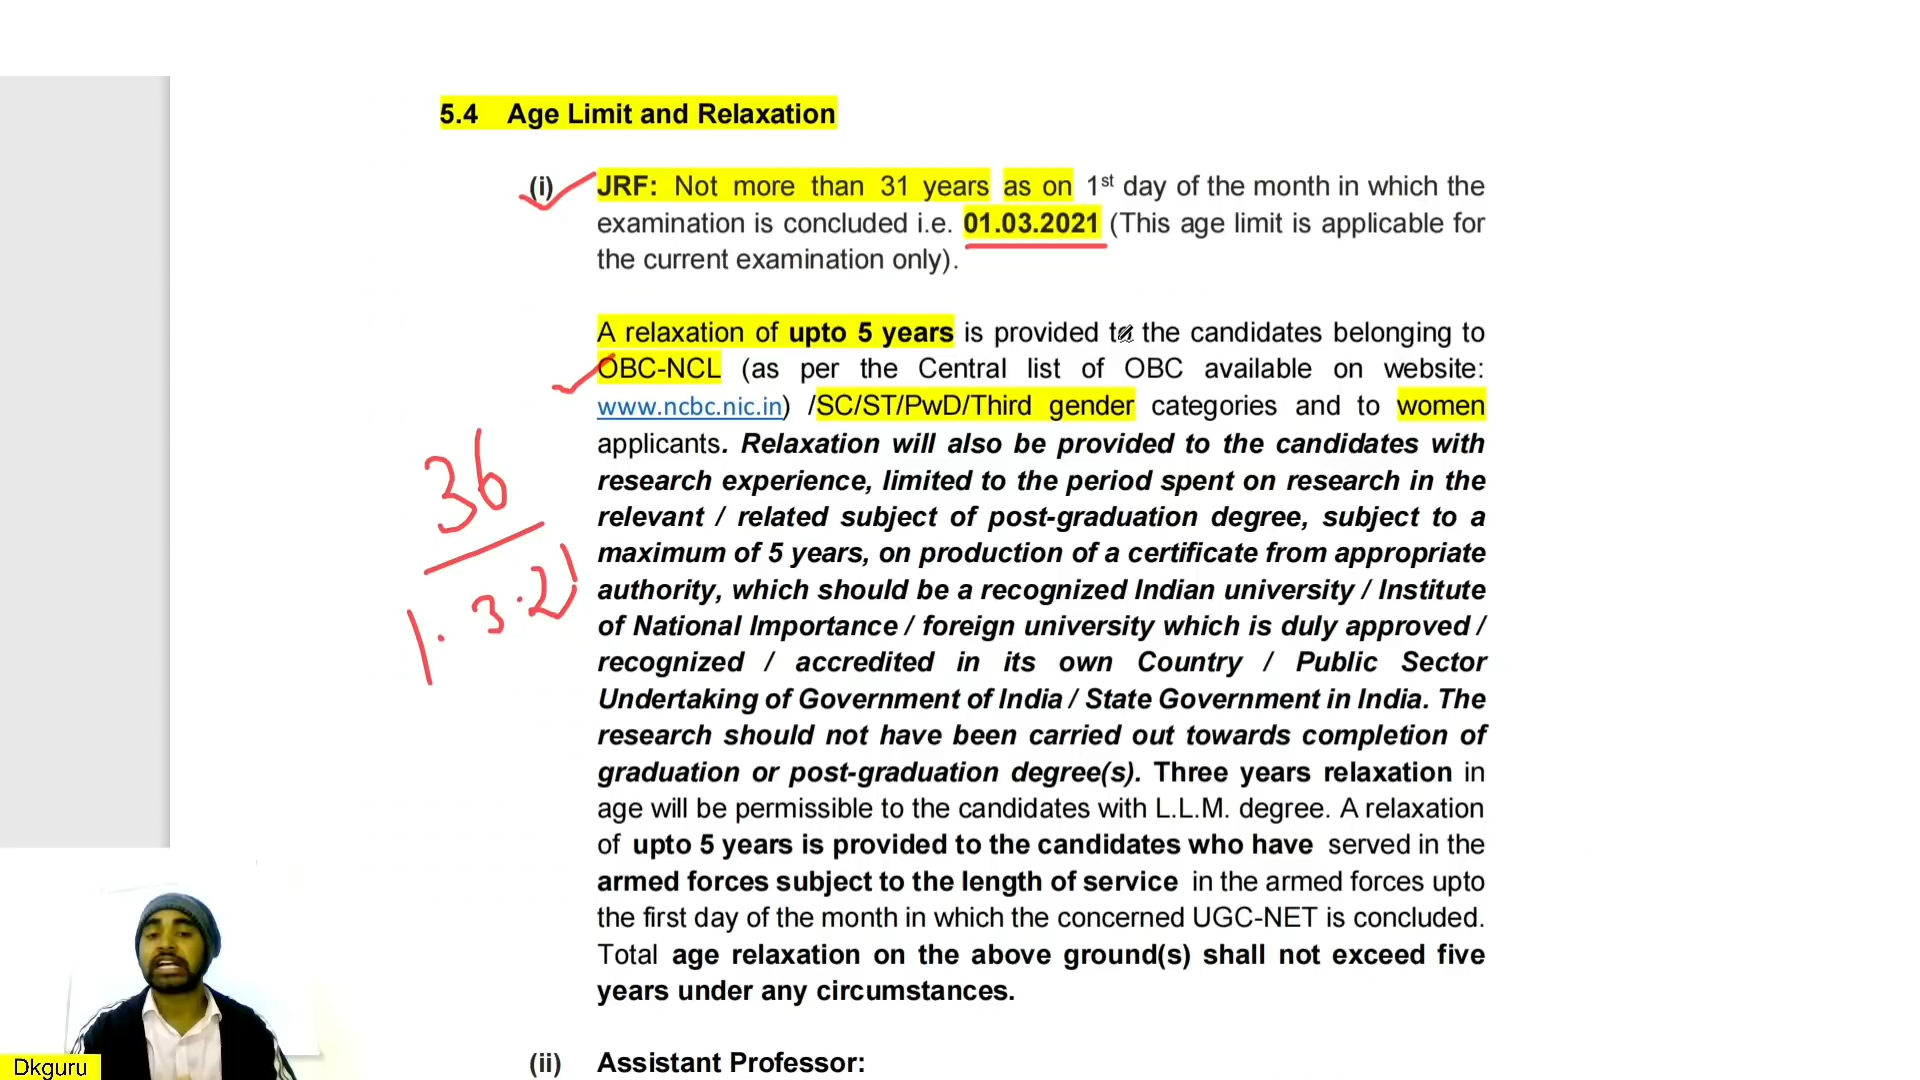 5.4 Age Limit and Relaxation
(i) JRF: Not more than 31 years as on 1st day of the month in which the
examination is concluded i.e. 01.03.2021 (This age limit is applicable for
the current examination only).
A relaxation of upto 5 years is provided to the candidates belonging to
OBC-NCL (as per the Central list of OBC available on website:
www.ncbc.nic.in) /SC/ST/PwD/Third gender categories and to women
applicants. Relaxation will also be provided to the candidates with
research experience, limited to the period spent on research in the
relevant / related subject of post-graduation degree, subject to a
maximum of 5 years, on production of a certificate from appropriate
authority, which should be a recognized Indian university / Institute
of National Importance / foreign university which is duly approved /
recognized / accredited in its own Country / Public Sector
Undertaking of Government of India / State Government in India. The
research should not have been carried out towards completion of
graduation or post-graduation degree(s). Three years relaxation in
age will be permissible to the candidates with L.L.M. degree. A relaxation
of upto 5 years is provided to the candidates who have served in the
armed forces subject to the length of service in the armed forces upto
the first day of the month in which the concerned UGC-NET is concluded.
Total age relaxation on the above ground(s) shall not exceed five
years under any circumstances.
(ii) Assistant Professor:
36
1.3.21
Dkguru